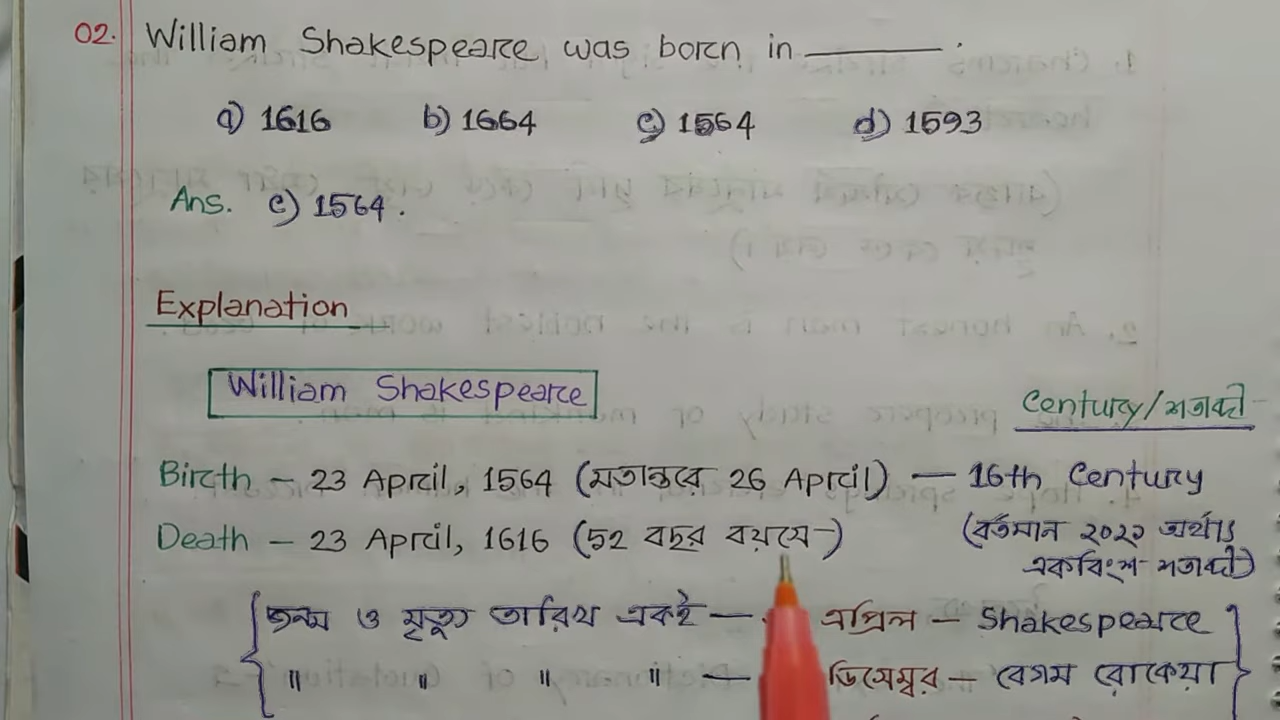 02. William Shakespeare was born in ______.
a) 1616 b) 1664 c) 1564 d) 1593
Ans. c) 1564.
Explanation
William Shakespeare
Century/শতাব্দী
Birth – 23 April, 1564 (মতান্তরে 26 April) — 16th Century
Death – 23 April, 1616 (৫২ বছর বয়সে) (বর্তমান ২০২২ অর্থাৎ
একবিংশ শতাব্দী)
জন্ম ও মৃত্যু তারিখ একই — এপ্রিল – Shakespeare
" " " " — ডিসেম্বর – বেগম রোকেয়া